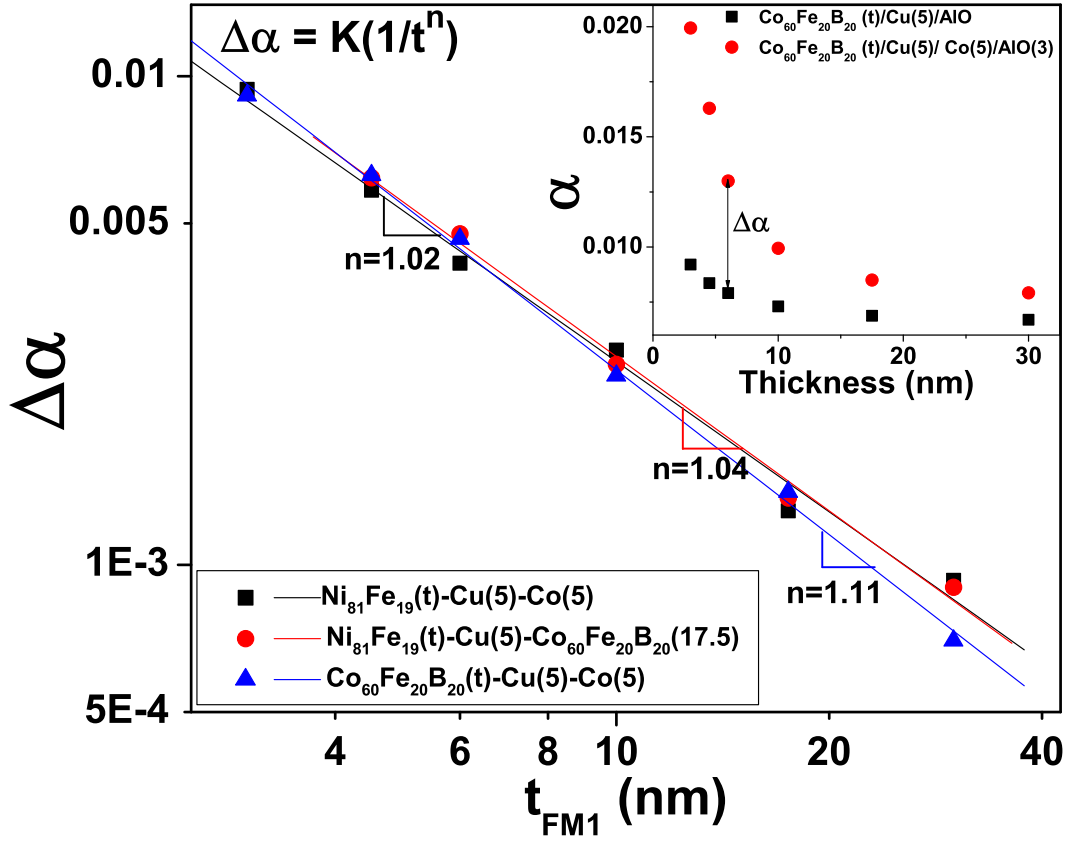 Δα = K(1/tⁿ)
0.01
0.005
1E-3
5E-4
Δα
4
6
8
10
20
40
t_FM1 (nm)
n=1.02
n=1.04
n=1.11
Ni₈₁Fe₁₉(t)-Cu(5)-Co(5)
Ni₈₁Fe₁₉(t)-Cu(5)-Co₆₀Fe₂₀B₂₀(17.5)
Co₆₀Fe₂₀B₂₀(t)-Cu(5)-Co(5)
Co₆₀Fe₂₀B₂₀ (t)/Cu(5)/AlO
Co₆₀Fe₂₀B₂₀ (t)/Cu(5)/ Co(5)/AlO(3)
0.020
0.015
0.010
α
Δα
0
10
20
30
Thickness (nm)